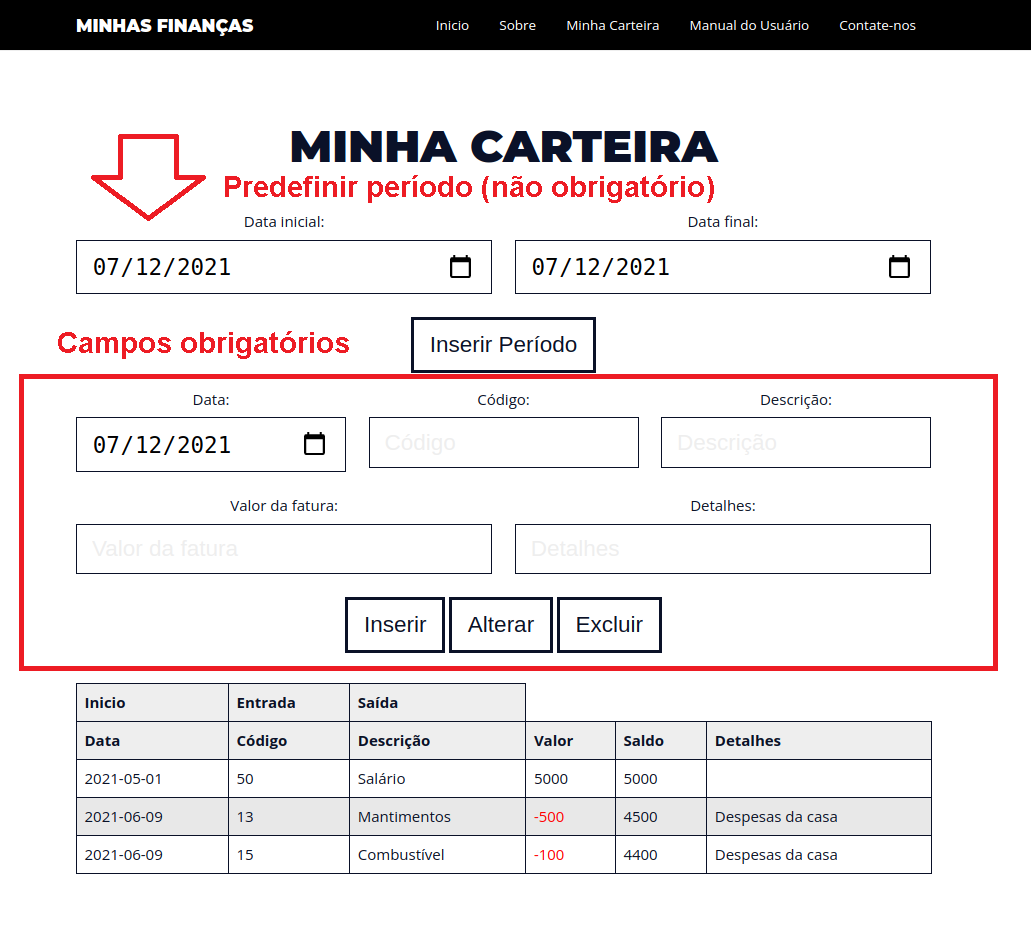 MINHAS FINANÇAS Inicio Sobre Minha Carteira Manual do Usuário Contate-nos
MINHA CARTEIRA
Predefinir período (não obrigatório)
Data inicial: Data final:
07/12/2021 07/12/2021
Campos obrigatórios Inserir Período
Data: Código: Descrição:
07/12/2021 Código Descrição
Valor da fatura: Detalhes:
Valor da fatura Detalhes
Inserir Alterar Excluir
Inicio Entrada Saída
Data Código Descrição Valor Saldo Detalhes
2021-05-01 50 Salário 5000 5000
2021-06-09 13 Mantimentos -500 4500 Despesas da casa
2021-06-09 15 Combustível -100 4400 Despesas da casa